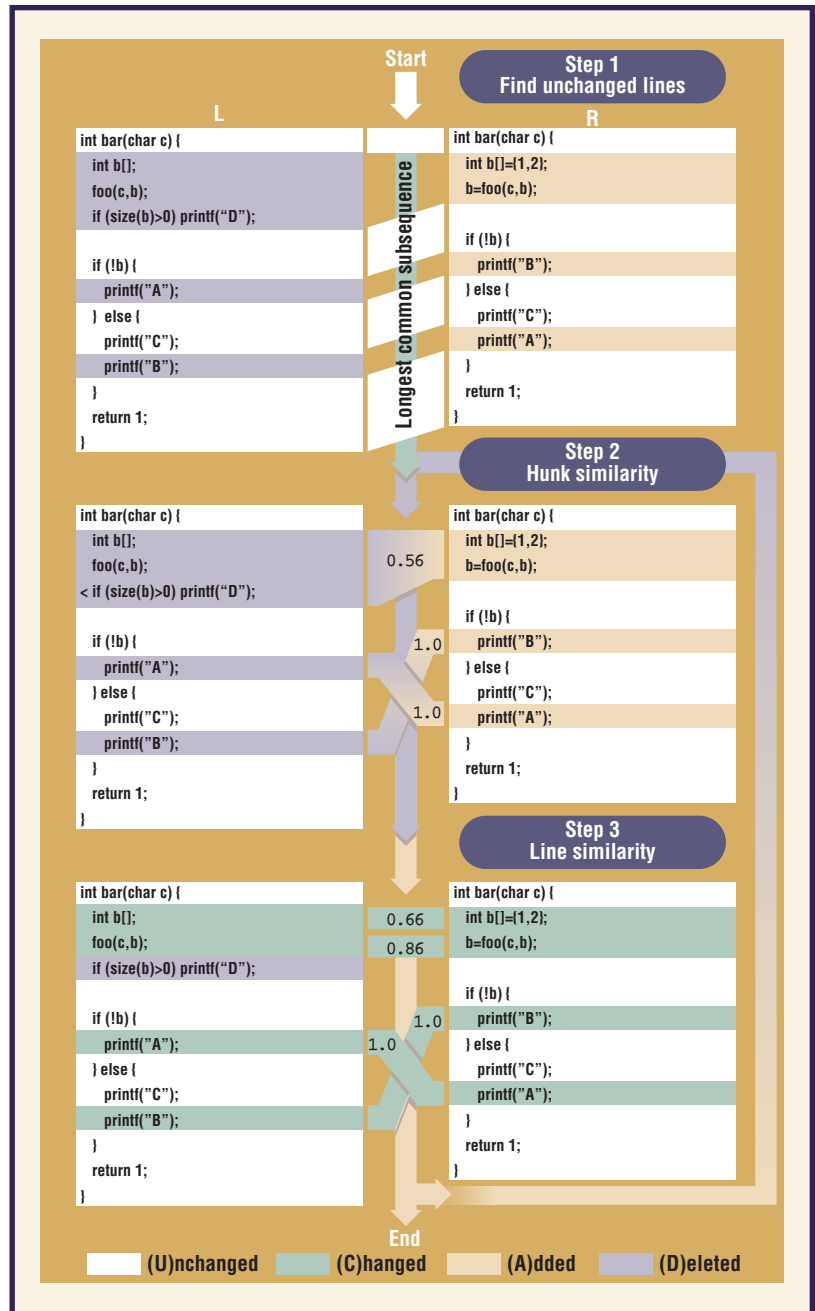 Start
Step 1
Find unchanged lines
L
R
int bar(char c) {
int b[];
foo(c,b);
if (size(b)>0) printf(“D”);
if (!b) {
printf(”A”);
} else {
printf(”C”);
printf(”B”);
}
return 1;
}
Longest common subsequence
int bar(char c) {
int b[]={1,2};
b=foo(c,b);
if (!b) {
printf(”B”);
} else {
printf(”C”);
printf(”A”);
}
return 1;
}
Step 2
Hunk similarity
int bar(char c) {
int b[];
foo(c,b);
< if (size(b)>0) printf(“D”);
if (!b) {
printf(”A”);
} else {
printf(”C”);
printf(”B”);
}
return 1;
}
0.56
1.0
1.0
int bar(char c) {
int b[]={1,2};
b=foo(c,b);
if (!b) {
printf(”B”);
} else {
printf(”C”);
printf(”A”);
}
return 1;
}
Step 3
Line similarity
int bar(char c) {
int b[];
foo(c,b);
if (size(b)>0) printf(“D”);
if (!b) {
printf(”A”);
} else {
printf(”C”);
printf(”B”);
}
return 1;
}
0.66
0.86
1.0
1.0
int bar(char c) {
int b[]={1,2};
b=foo(c,b);
if (!b) {
printf(”B”);
} else {
printf(”C”);
printf(”A”);
}
return 1;
}
End
(U)nchanged (C)hanged (A)dded (D)eleted